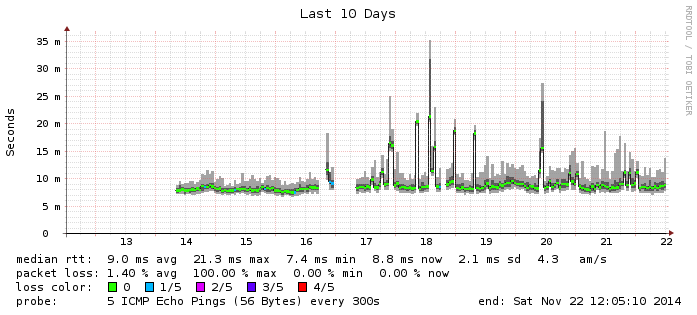 Last 10 Days
RRDTOOL / TOBI OETIKER
Seconds
35 m
30 m
25 m
20 m
15 m
10 m
5 m
0
13 14 15 16 17 18 19 20 21 22
median rtt: 9.0 ms avg 21.3 ms max 7.4 ms min 8.8 ms now 2.1 ms sd 4.3 am/s
packet loss: 1.40 % avg 100.00 % max 0.00 % min 0.00 % now
loss color: 0 1/5 2/5 3/5 4/5
probe: 5 ICMP Echo Pings (56 Bytes) every 300s end: Sat Nov 22 12:05:10 2014